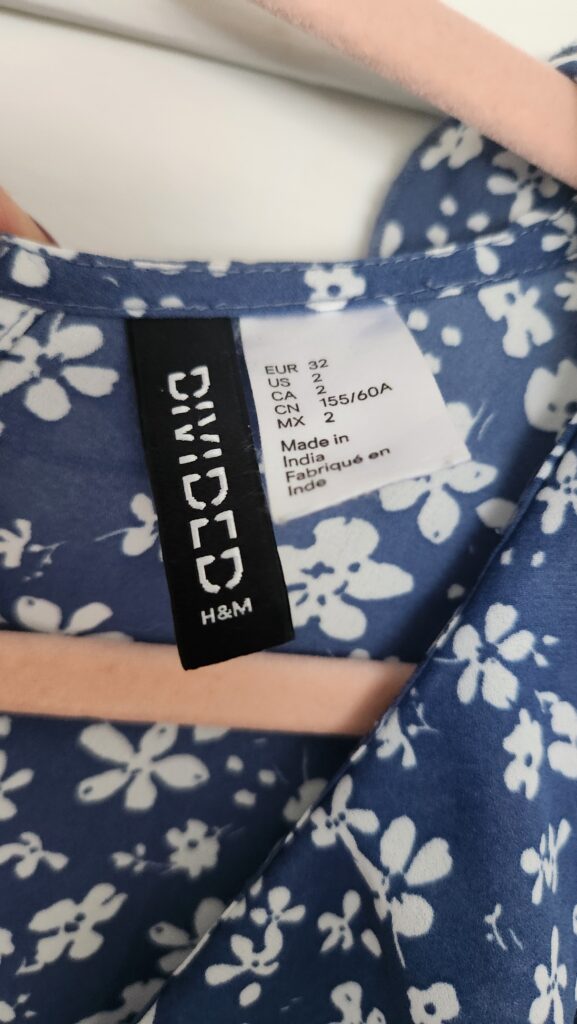 DIVIDED
H&M
EUR 32
US 2
CA 2
CN 155/60A
MX 2
Made in
India
Fabriqué en
Inde